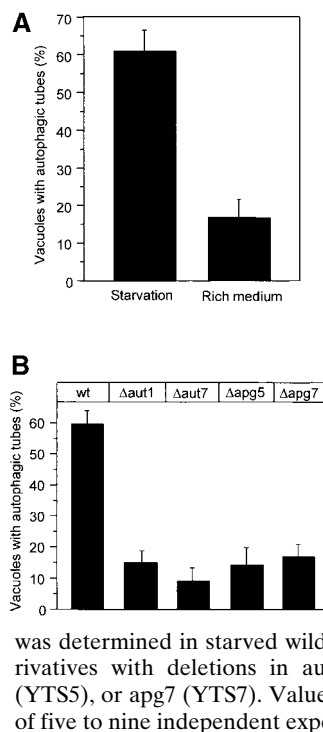 A
Vacuoles with autophagic tubes (%)
70
60
50
40
30
20
10
0
Starvation Rich medium
B
wt Δaut1 Δaut7 Δapg5 Δapg7
Vacuoles with autophagic tubes (%)
60
50
40
30
20
10
0
was determined in starved wild
rivatives with deletions in au
(YTS5), or apg7 (YTS7). Value
of five to nine independent expe